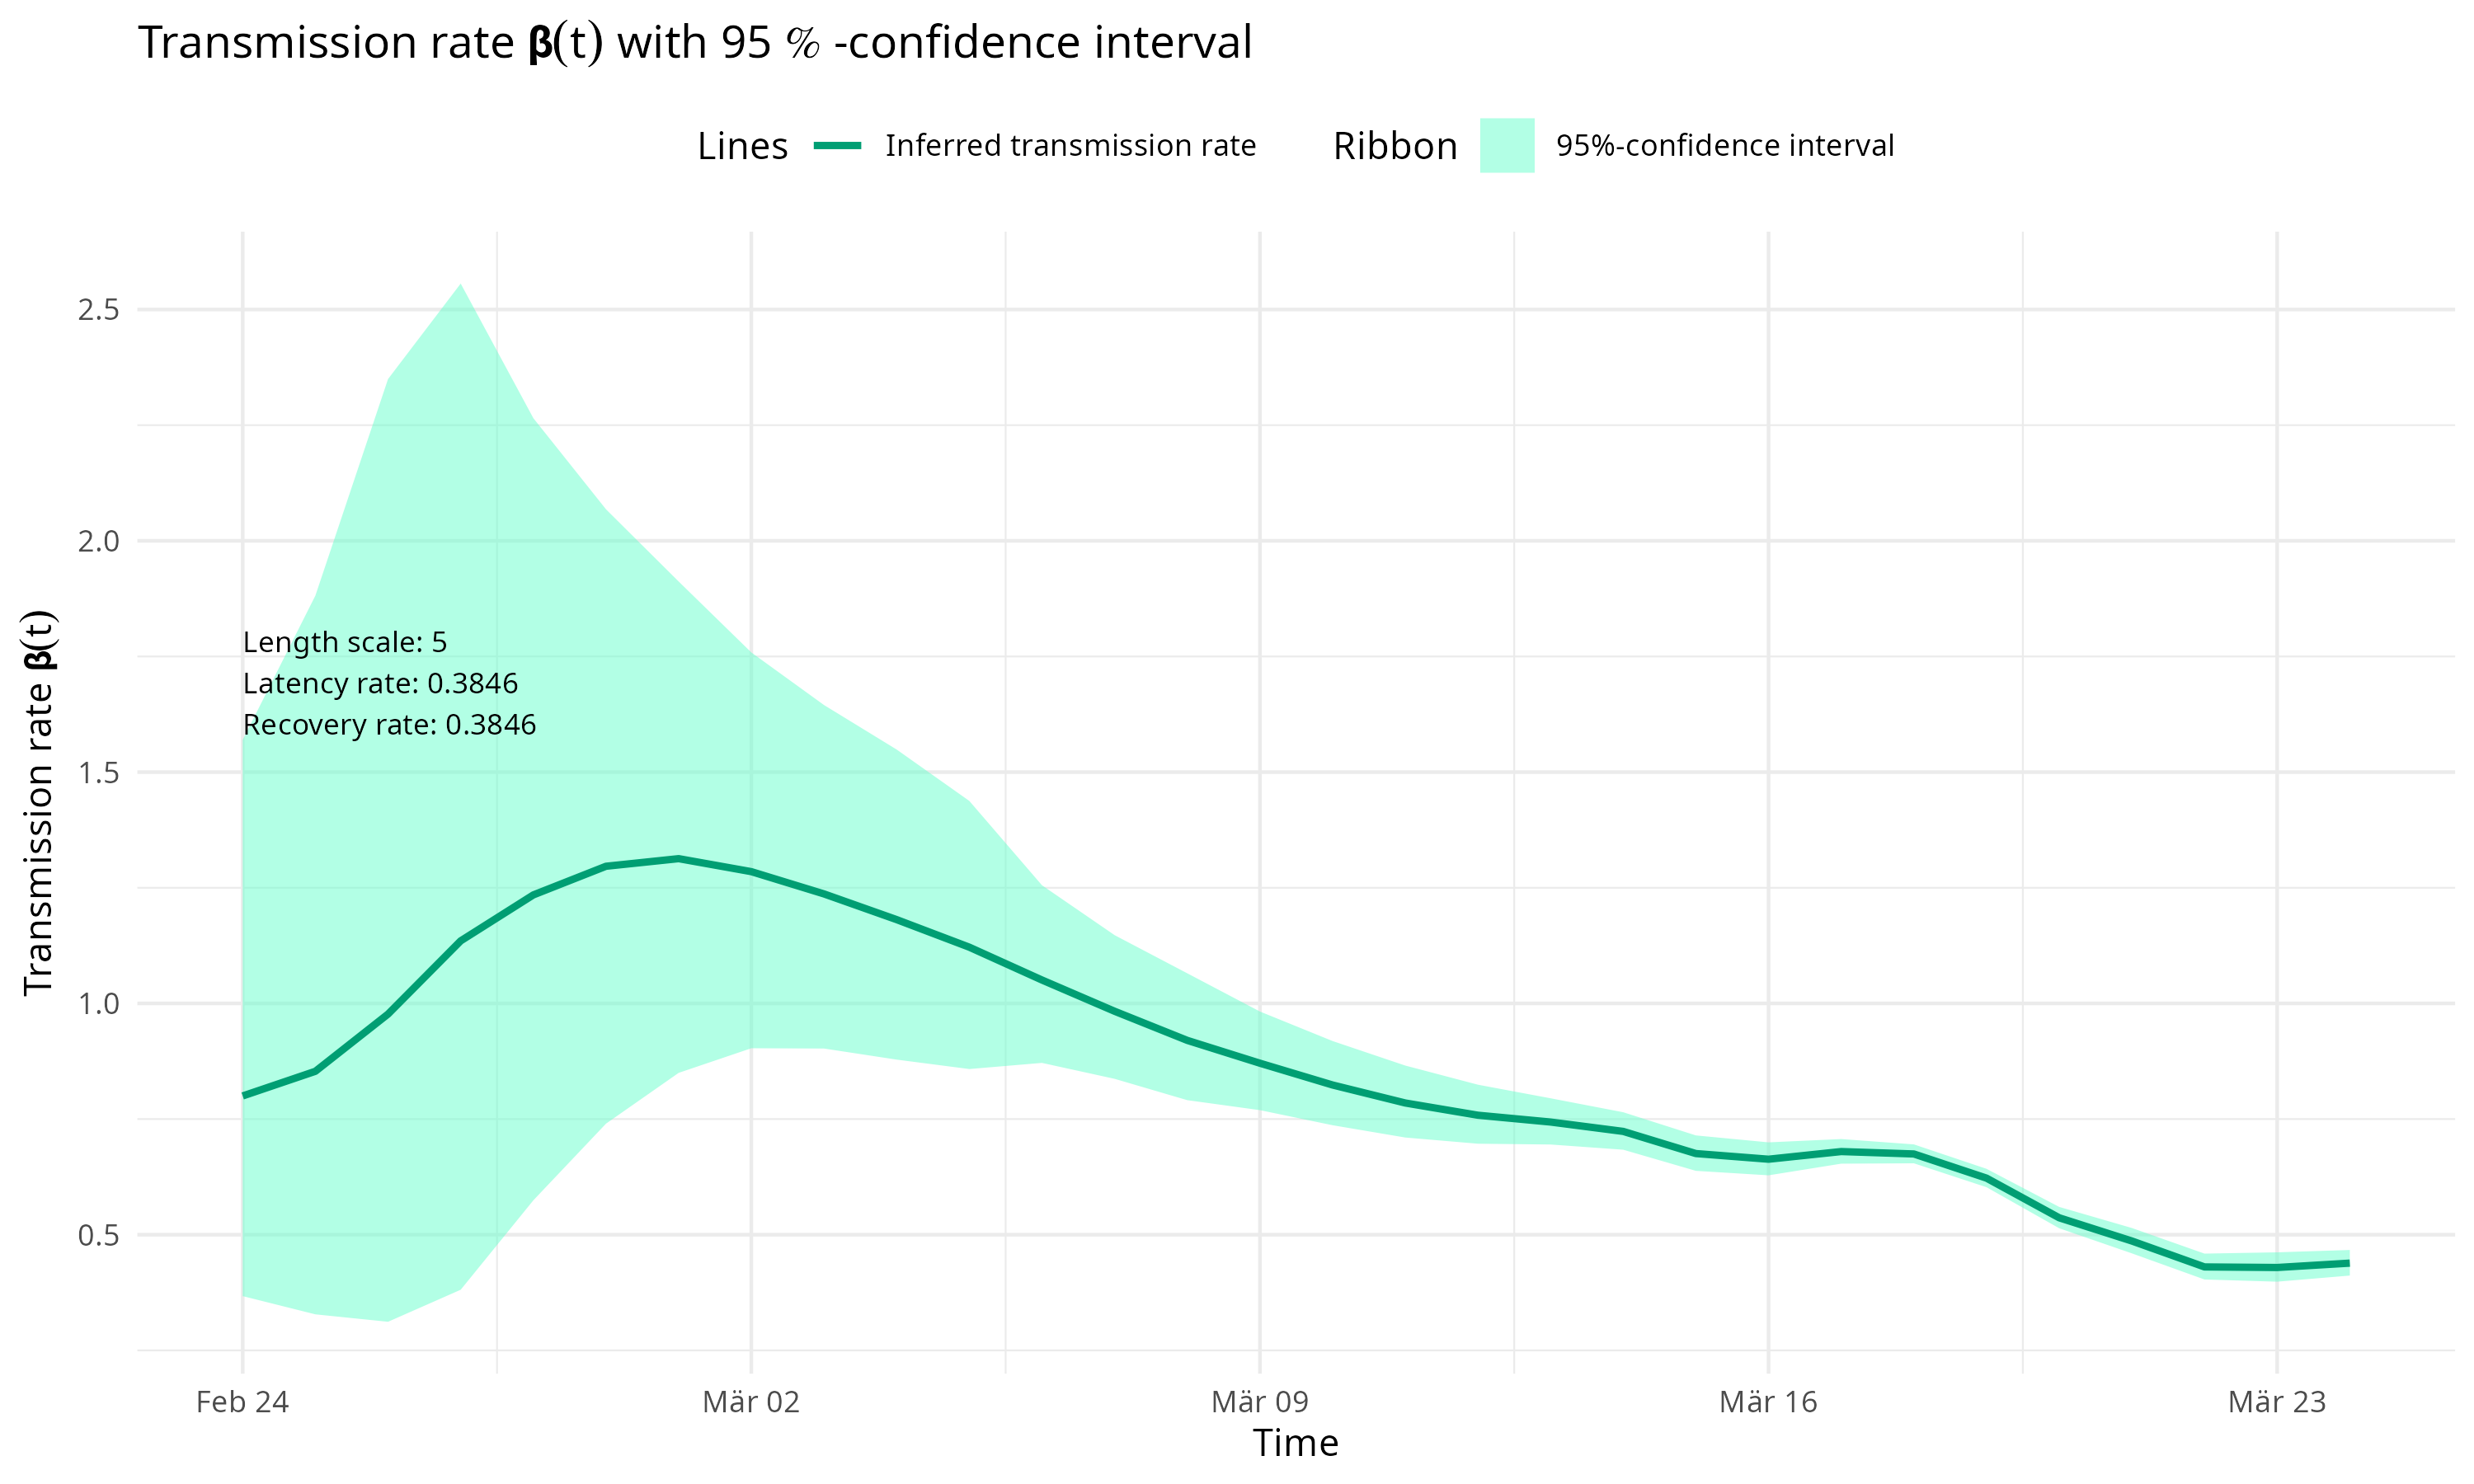 Transmission rate β(t) with 95 % -confidence interval
Lines Inferred transmission rate Ribbon 95%-confidence interval
Transmission rate β(t)
2.5
2.0
1.5
1.0
0.5
Length scale: 5
Latency rate: 0.3846
Recovery rate: 0.3846
Feb 24 Mär 02 Mär 09 Mär 16 Mär 23
Time